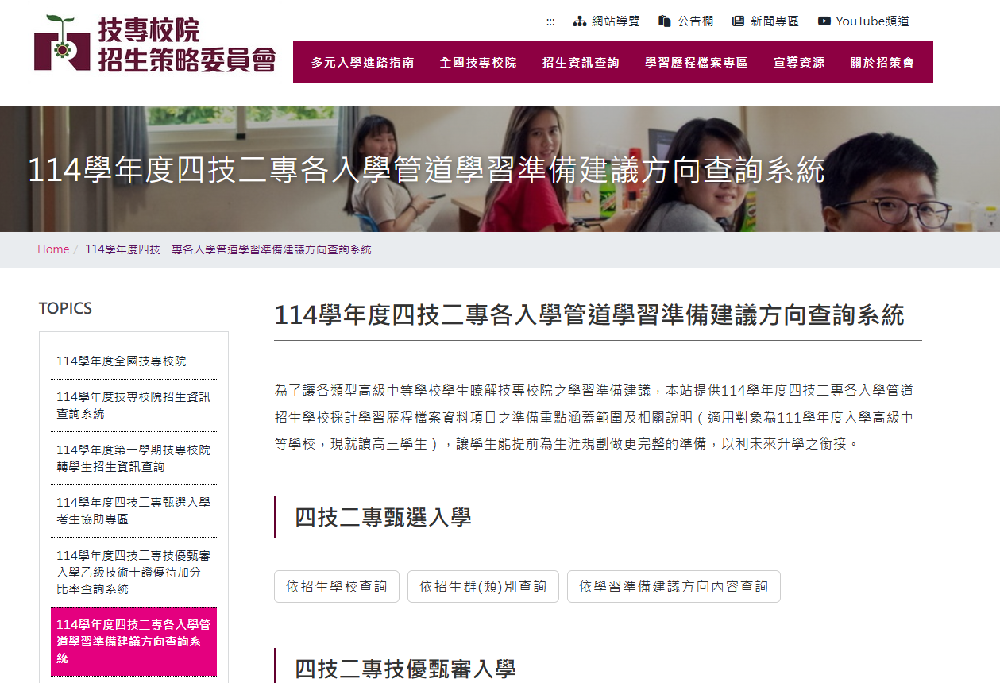 技專校院
招生策略委員會
:::
網站導覽
公告欄
新聞專區
YouTube頻道
多元入學進路指南
全國技專校院
招生資訊查詢
學習歷程檔案專區
宣導資源
關於招策會
114學年度四技二專各入學管道學習準備建議方向查詢系統
Home / 114學年度四技二專各入學管道學習準備建議方向查詢系統
TOPICS
114學年度全國技專校院
114學年度技專校院招生資訊
查詢系統
114學年度第一學期技專校院
轉學生招生資訊查詢
114學年度四技二專甄選入學
考生協助專區
114學年度四技二專技優甄審
入學乙級技術士證優待加分
比率查詢系統
114學年度四技二專各入學管
道學習準備建議方向查詢系
統
114學年度四技二專各入學管道學習準備建議方向查詢系統
為了讓各類型高級中等學校學生瞭解技專校院之學習準備建議，本站提供114學年度四技二專各入學管道
招生學校採計學習歷程檔案資料項目之準備重點涵蓋範圍及相關說明（適用對象為111學年度入學高級中
等學校，現就讀高三學生），讓學生能提前為生涯規劃做更完整的準備，以利未來升學之銜接。
四技二專甄選入學
依招生學校查詢
依招生群(類)別查詢
依學習準備建議方向內容查詢
四技二專技優甄審入學